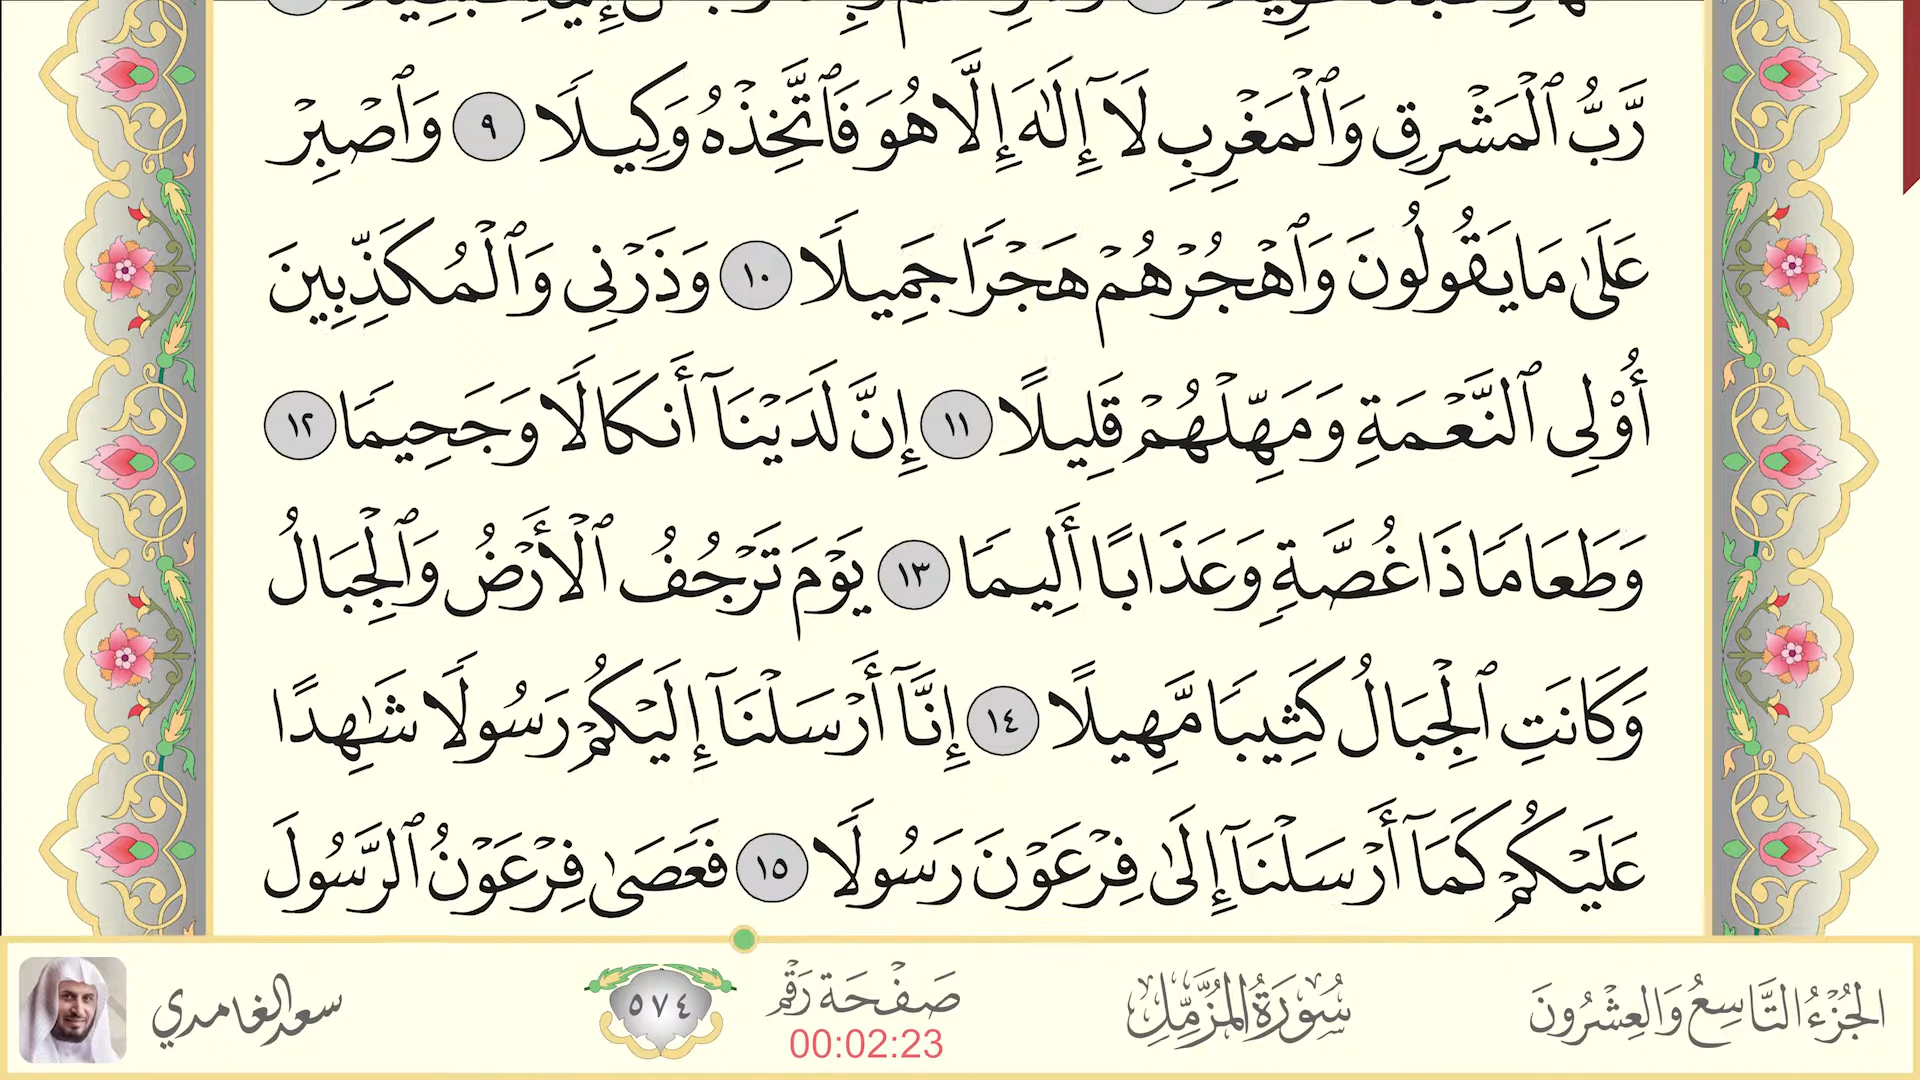 رَّبُّ ٱلْمَشْرِقِ وَٱلْمَغْرِبِ لَآ إِلَٰهَ إِلَّا هُوَ فَٱتَّخِذْهُ وَكِيلًا ٩ وَٱصْبِرْ
عَلَىٰ مَا يَقُولُونَ وَٱهْجُرْهُمْ هَجْرًا جَمِيلًا ١٠ وَذَرْنِى وَٱلْمُكَذِّبِينَ
أُو۟لِى ٱلنَّعْمَةِ وَمَهِّلْهُمْ قَلِيلًا ١١ إِنَّ لَدَيْنَآ أَنكَالًا وَجَحِيمًا ١٢
وَطَعَامًا ذَا غُصَّةٍ وَعَذَابًا أَلِيمًا ١٣ يَوْمَ تَرْجُفُ ٱلْأَرْضُ وَٱلْجِبَالُ
وَكَانَتِ ٱلْجِبَالُ كَثِيبًا مَّهِيلًا ١٤ إِنَّآ أَرْسَلْنَآ إِلَيْكُمْ رَسُولًا شَٰهِدًا
عَلَيْكُمْ كَمَآ أَرْسَلْنَآ إِلَىٰ فِرْعَوْنَ رَسُولًا ١٥ فَعَصَىٰ فِرْعَوْنُ ٱلرَّسُولَ
الجُزْءُ التَّاسِعُ وَالعِشْرُونَ
سُورَةُ المُزَّمِّلِ
صَفْحَة رَقْم
٥٧٤
00:02:23
سعد الغامدي